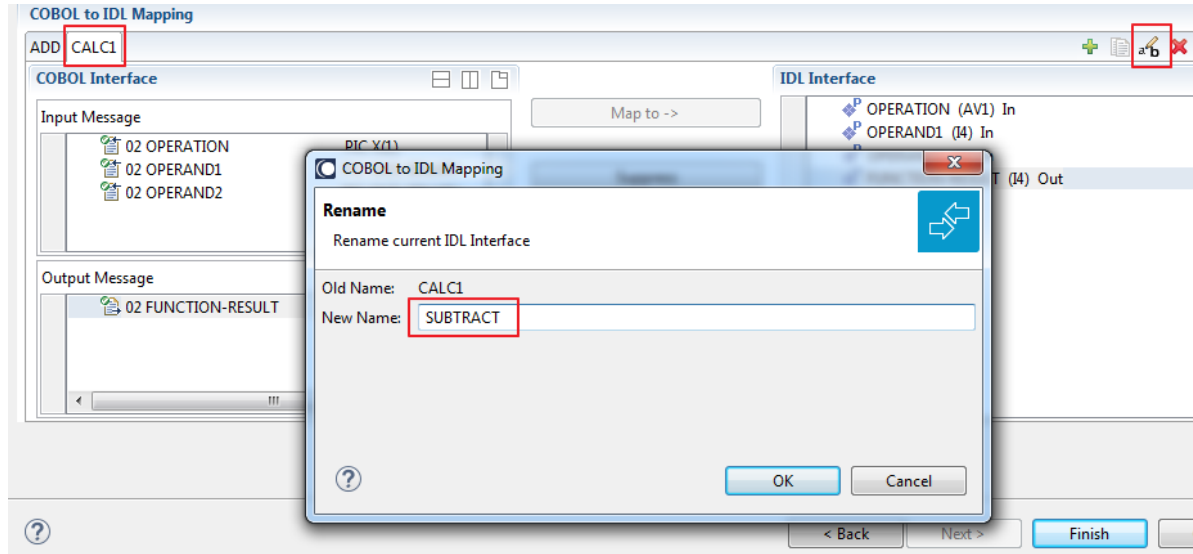 COBOL to IDL Mapping
ADD CALC1
COBOL Interface
IDL Interface
Input Message
Map to ->
02 OPERATION PIC X(1)
02 OPERAND1
02 OPERAND2
OPERATION (AV1) In
OPERAND1 (I4) In
T (I4) Out
Output Message
02 FUNCTION-RESULT
COBOL to IDL Mapping
Rename
Rename current IDL Interface
Old Name: CALC1
New Name: SUBTRACT
OK Cancel
< Back Next > Finish